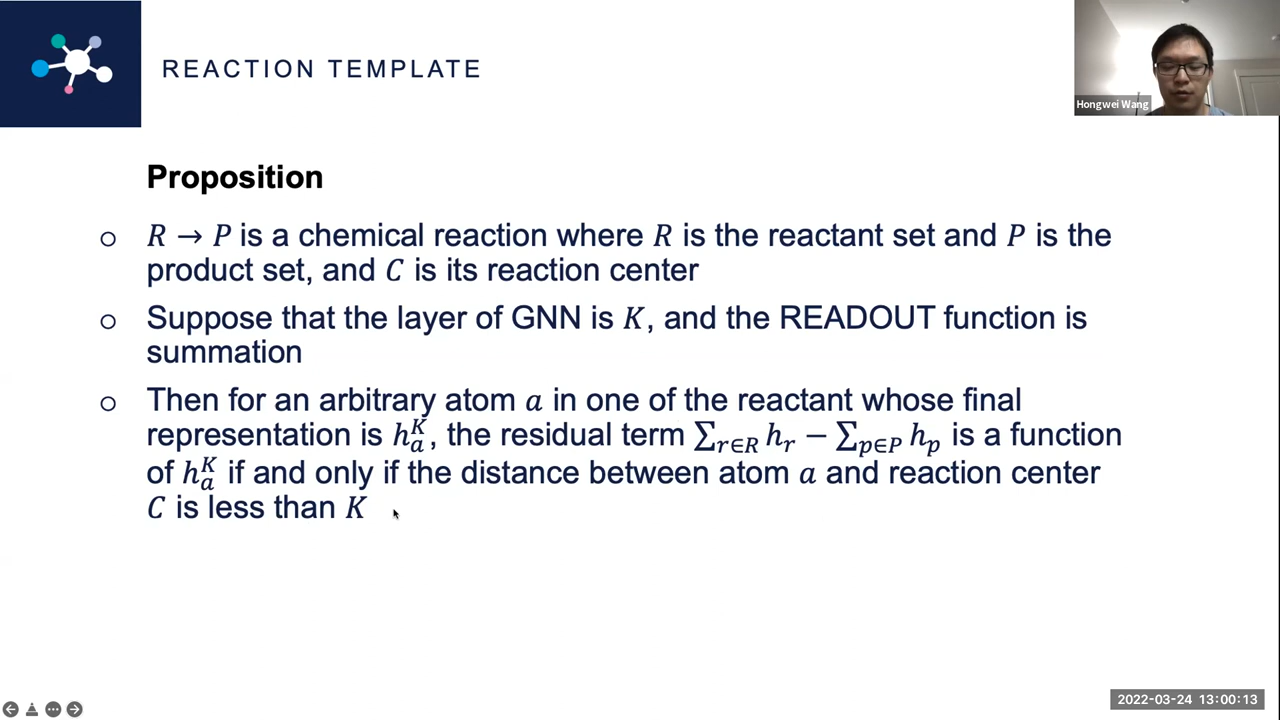 REACTION TEMPLATE
Hongwei Wang
Proposition
R → P is a chemical reaction where R is the reactant set and P is the
product set, and C is its reaction center
Suppose that the layer of GNN is K, and the READOUT function is
summation
Then for an arbitrary atom a in one of the reactant whose final
representation is h_a^K, the residual term ∑_{r∈R} h_r − ∑_{p∈P} h_p is a function
of h_a^K if and only if the distance between atom a and reaction center
C is less than K
2022-03-24 13:00:13